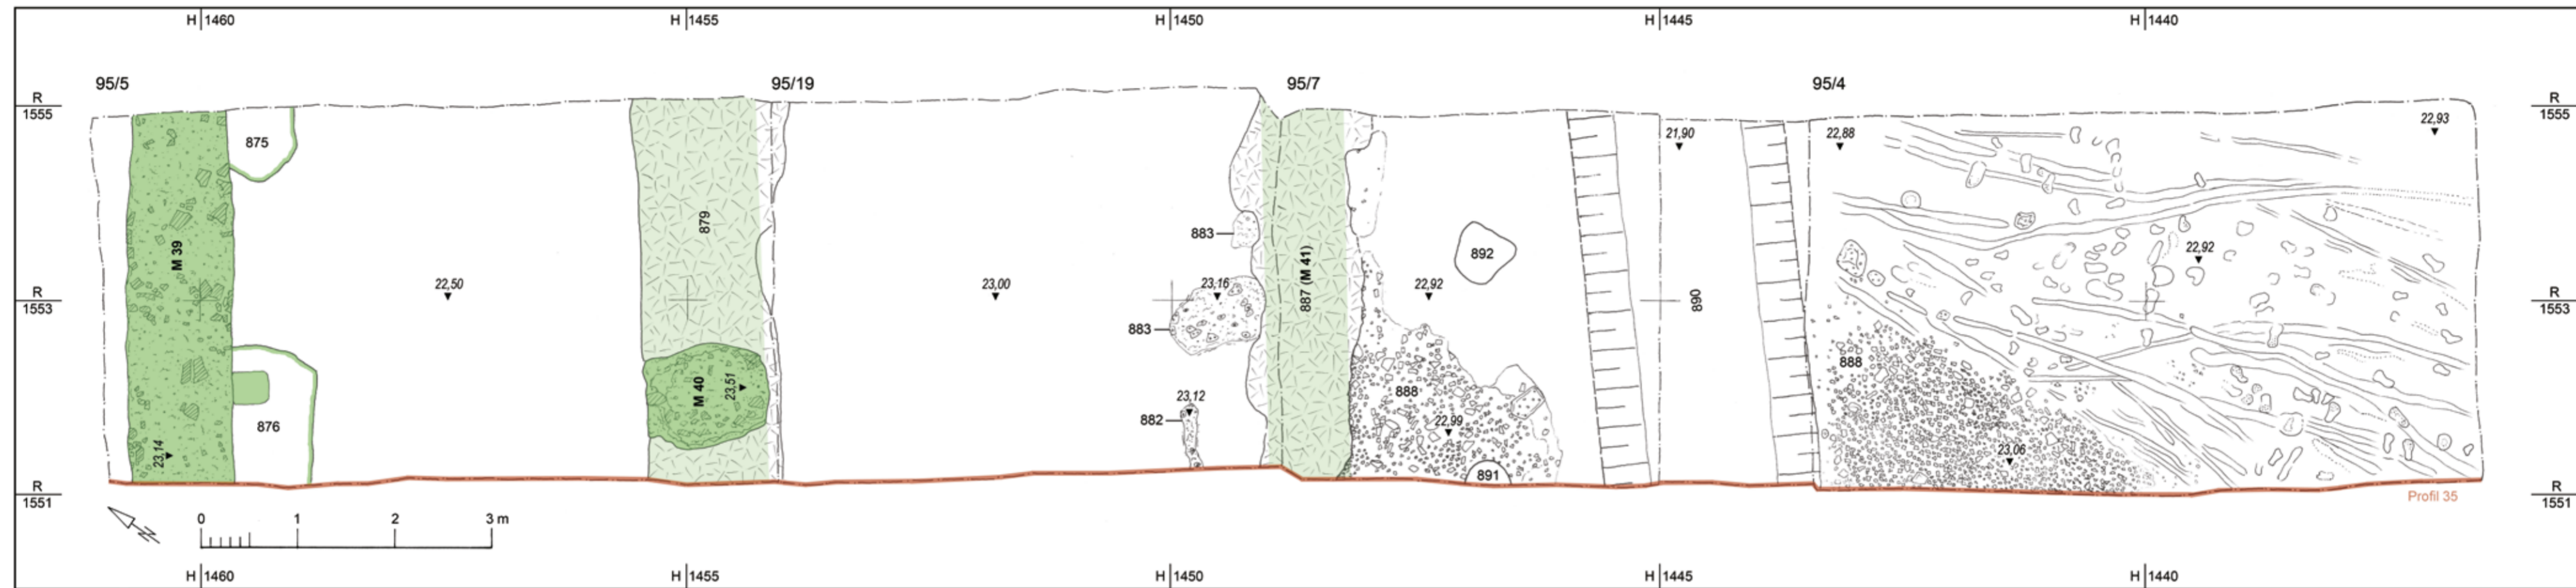 H 1460 H 1455 H 1450 H 1445 H 1440
95/5 95/19 95/7 95/4
R 1555 R 1555
875
21,90 22,88 22,93
M 39
879
883
887 (M 41)
892
22,92
22,50 23,00 23,16 22,92
R 1553 R 1553
883
890
M 40 23,51
888 888
876
23,12
882
22,99
23,14
23,06
891
R 1551 R 1551
Profil 35
N
0 1 2 3 m
H 1460 H 1455 H 1450 H 1445 H 1440